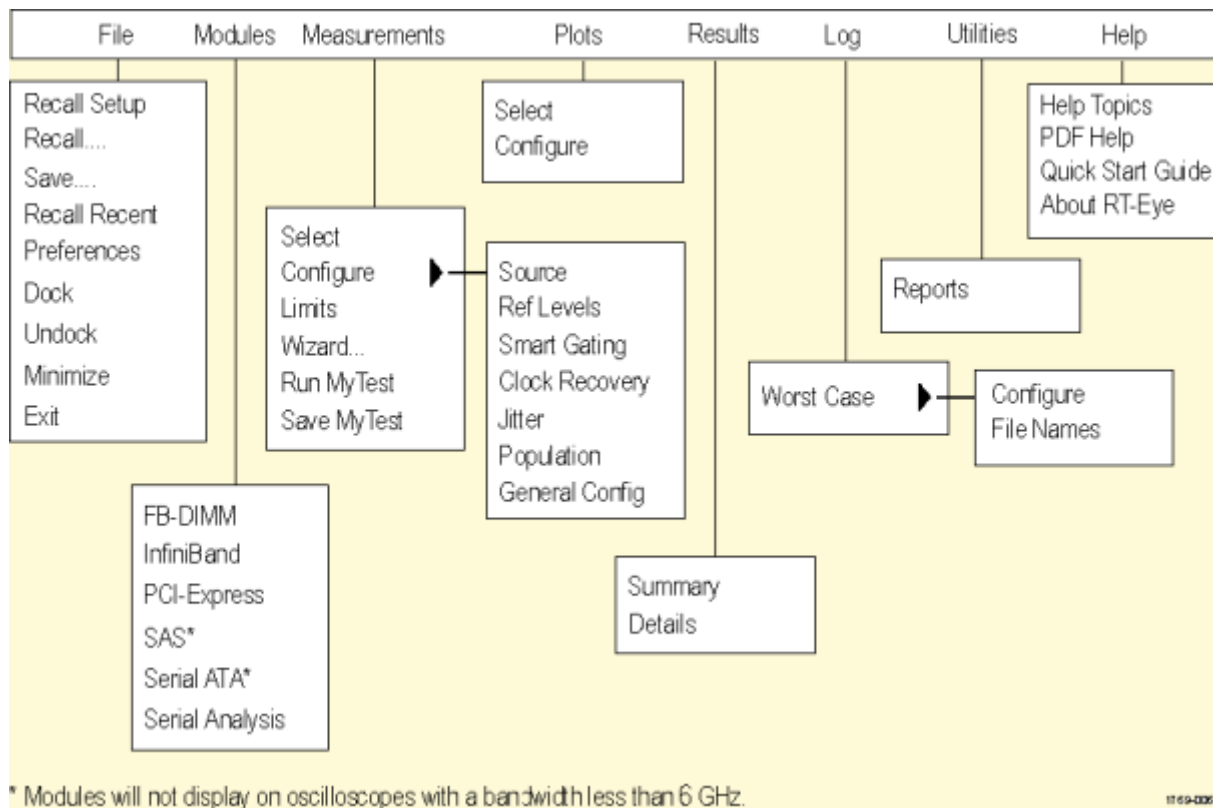 File Modules Measurements Plots Results Log Utilities Help
Recall Setup
Recall....
Save....
Recall Recent
Preferences
Dock
Undock
Minimize
Exit
FB-DIMM
InfiniBand
PCI-Express
SAS*
Serial ATA*
Serial Analysis
Select
Configure
Limits
Wizard...
Run MyTest
Save MyTest
Source
Ref Levels
Smart Gating
Clock Recovery
Jitter
Population
General Config
Select
Configure
Summary
Details
Worst Case
Configure
File Names
Reports
Help Topics
PDF Help
Quick Start Guide
About RT-Eye
* Modules will not display on oscilloscopes with a bandwidth less than 6 GHz.